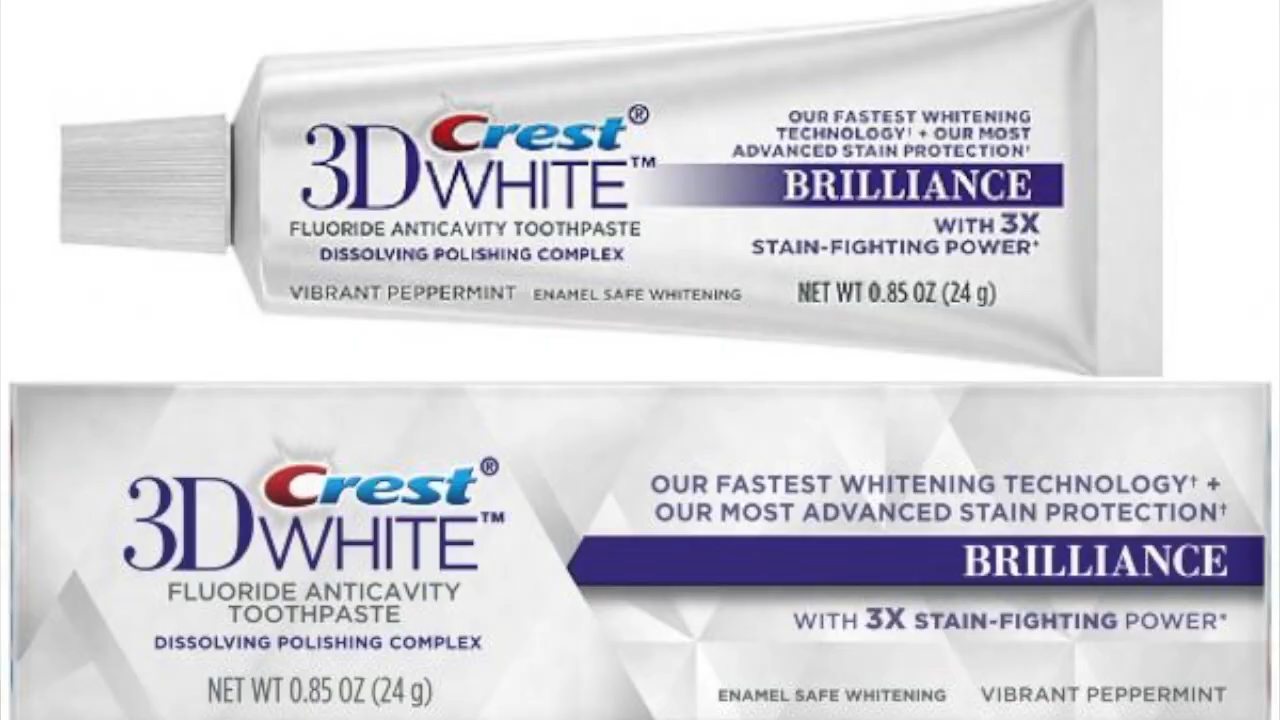 Crest®
3D WHITE™
FLUORIDE ANTICAVITY TOOTHPASTE
DISSOLVING POLISHING COMPLEX
VIBRANT PEPPERMINT ENAMEL SAFE WHITENING
OUR FASTEST WHITENING
TECHNOLOGY† + OUR MOST
ADVANCED STAIN PROTECTION†
BRILLIANCE
WITH 3X
STAIN-FIGHTING POWER*
NET WT 0.85 OZ (24 g)
Crest®
3D WHITE™
FLUORIDE ANTICAVITY
TOOTHPASTE
DISSOLVING POLISHING COMPLEX
NET WT 0.85 OZ (24 g)
OUR FASTEST WHITENING TECHNOLOGY† +
OUR MOST ADVANCED STAIN PROTECTION†
BRILLIANCE
WITH 3X STAIN-FIGHTING POWER*
ENAMEL SAFE WHITENING VIBRANT PEPPERMINT